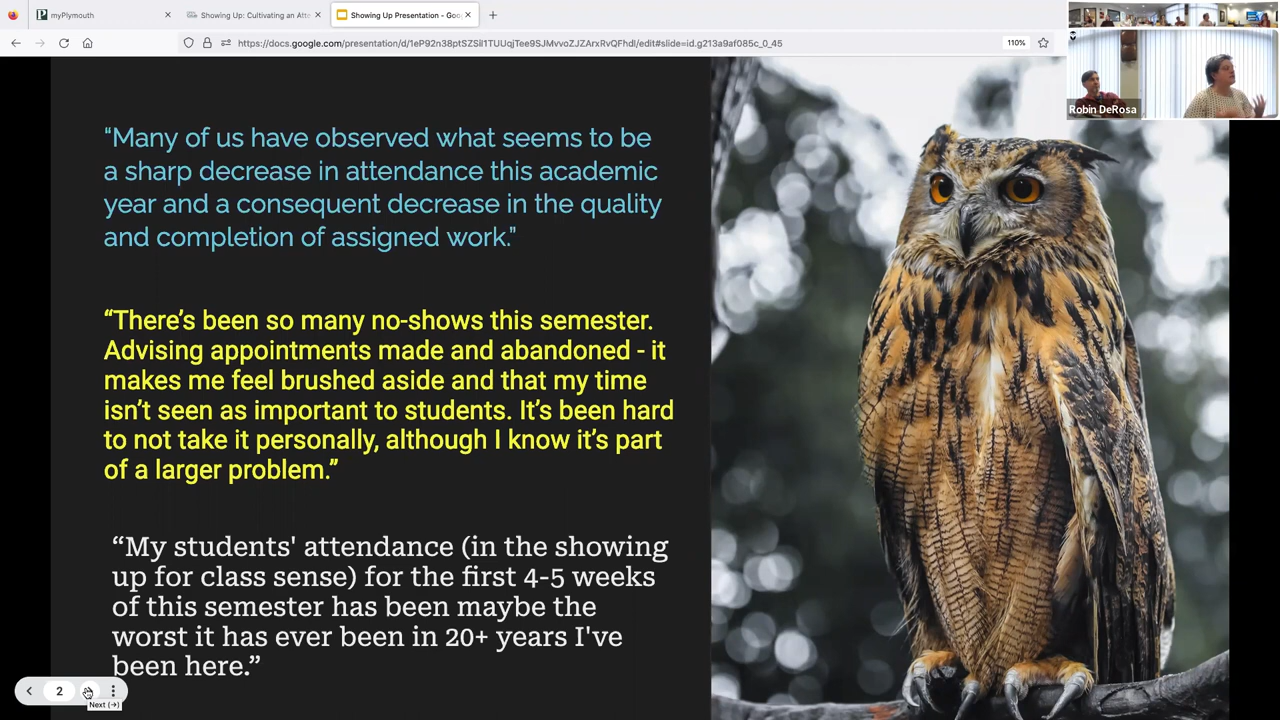 myPlymouth
Showing Up: Cultivating an Atte
Showing Up Presentation - Goo
https://docs.google.com/presentation/d/1eP92n38ptSZSiI1TUUqjTee9SJMvvoZJZArxRvQFhdI/edit#slide=id.g213a9af085c_0_45
110%
Robin DeRosa
“Many of us have observed what seems to be
a sharp decrease in attendance this academic
year and a consequent decrease in the quality
and completion of assigned work.”
“There’s been so many no-shows this semester.
Advising appointments made and abandoned - it
makes me feel brushed aside and that my time
isn’t seen as important to students. It’s been hard
to not take it personally, although I know it’s part
of a larger problem.”
“My students' attendance (in the showing
up for class sense) for the first 4-5 weeks
of this semester has been maybe the
worst it has ever been in 20+ years I've
been here.”
2
Next (→)